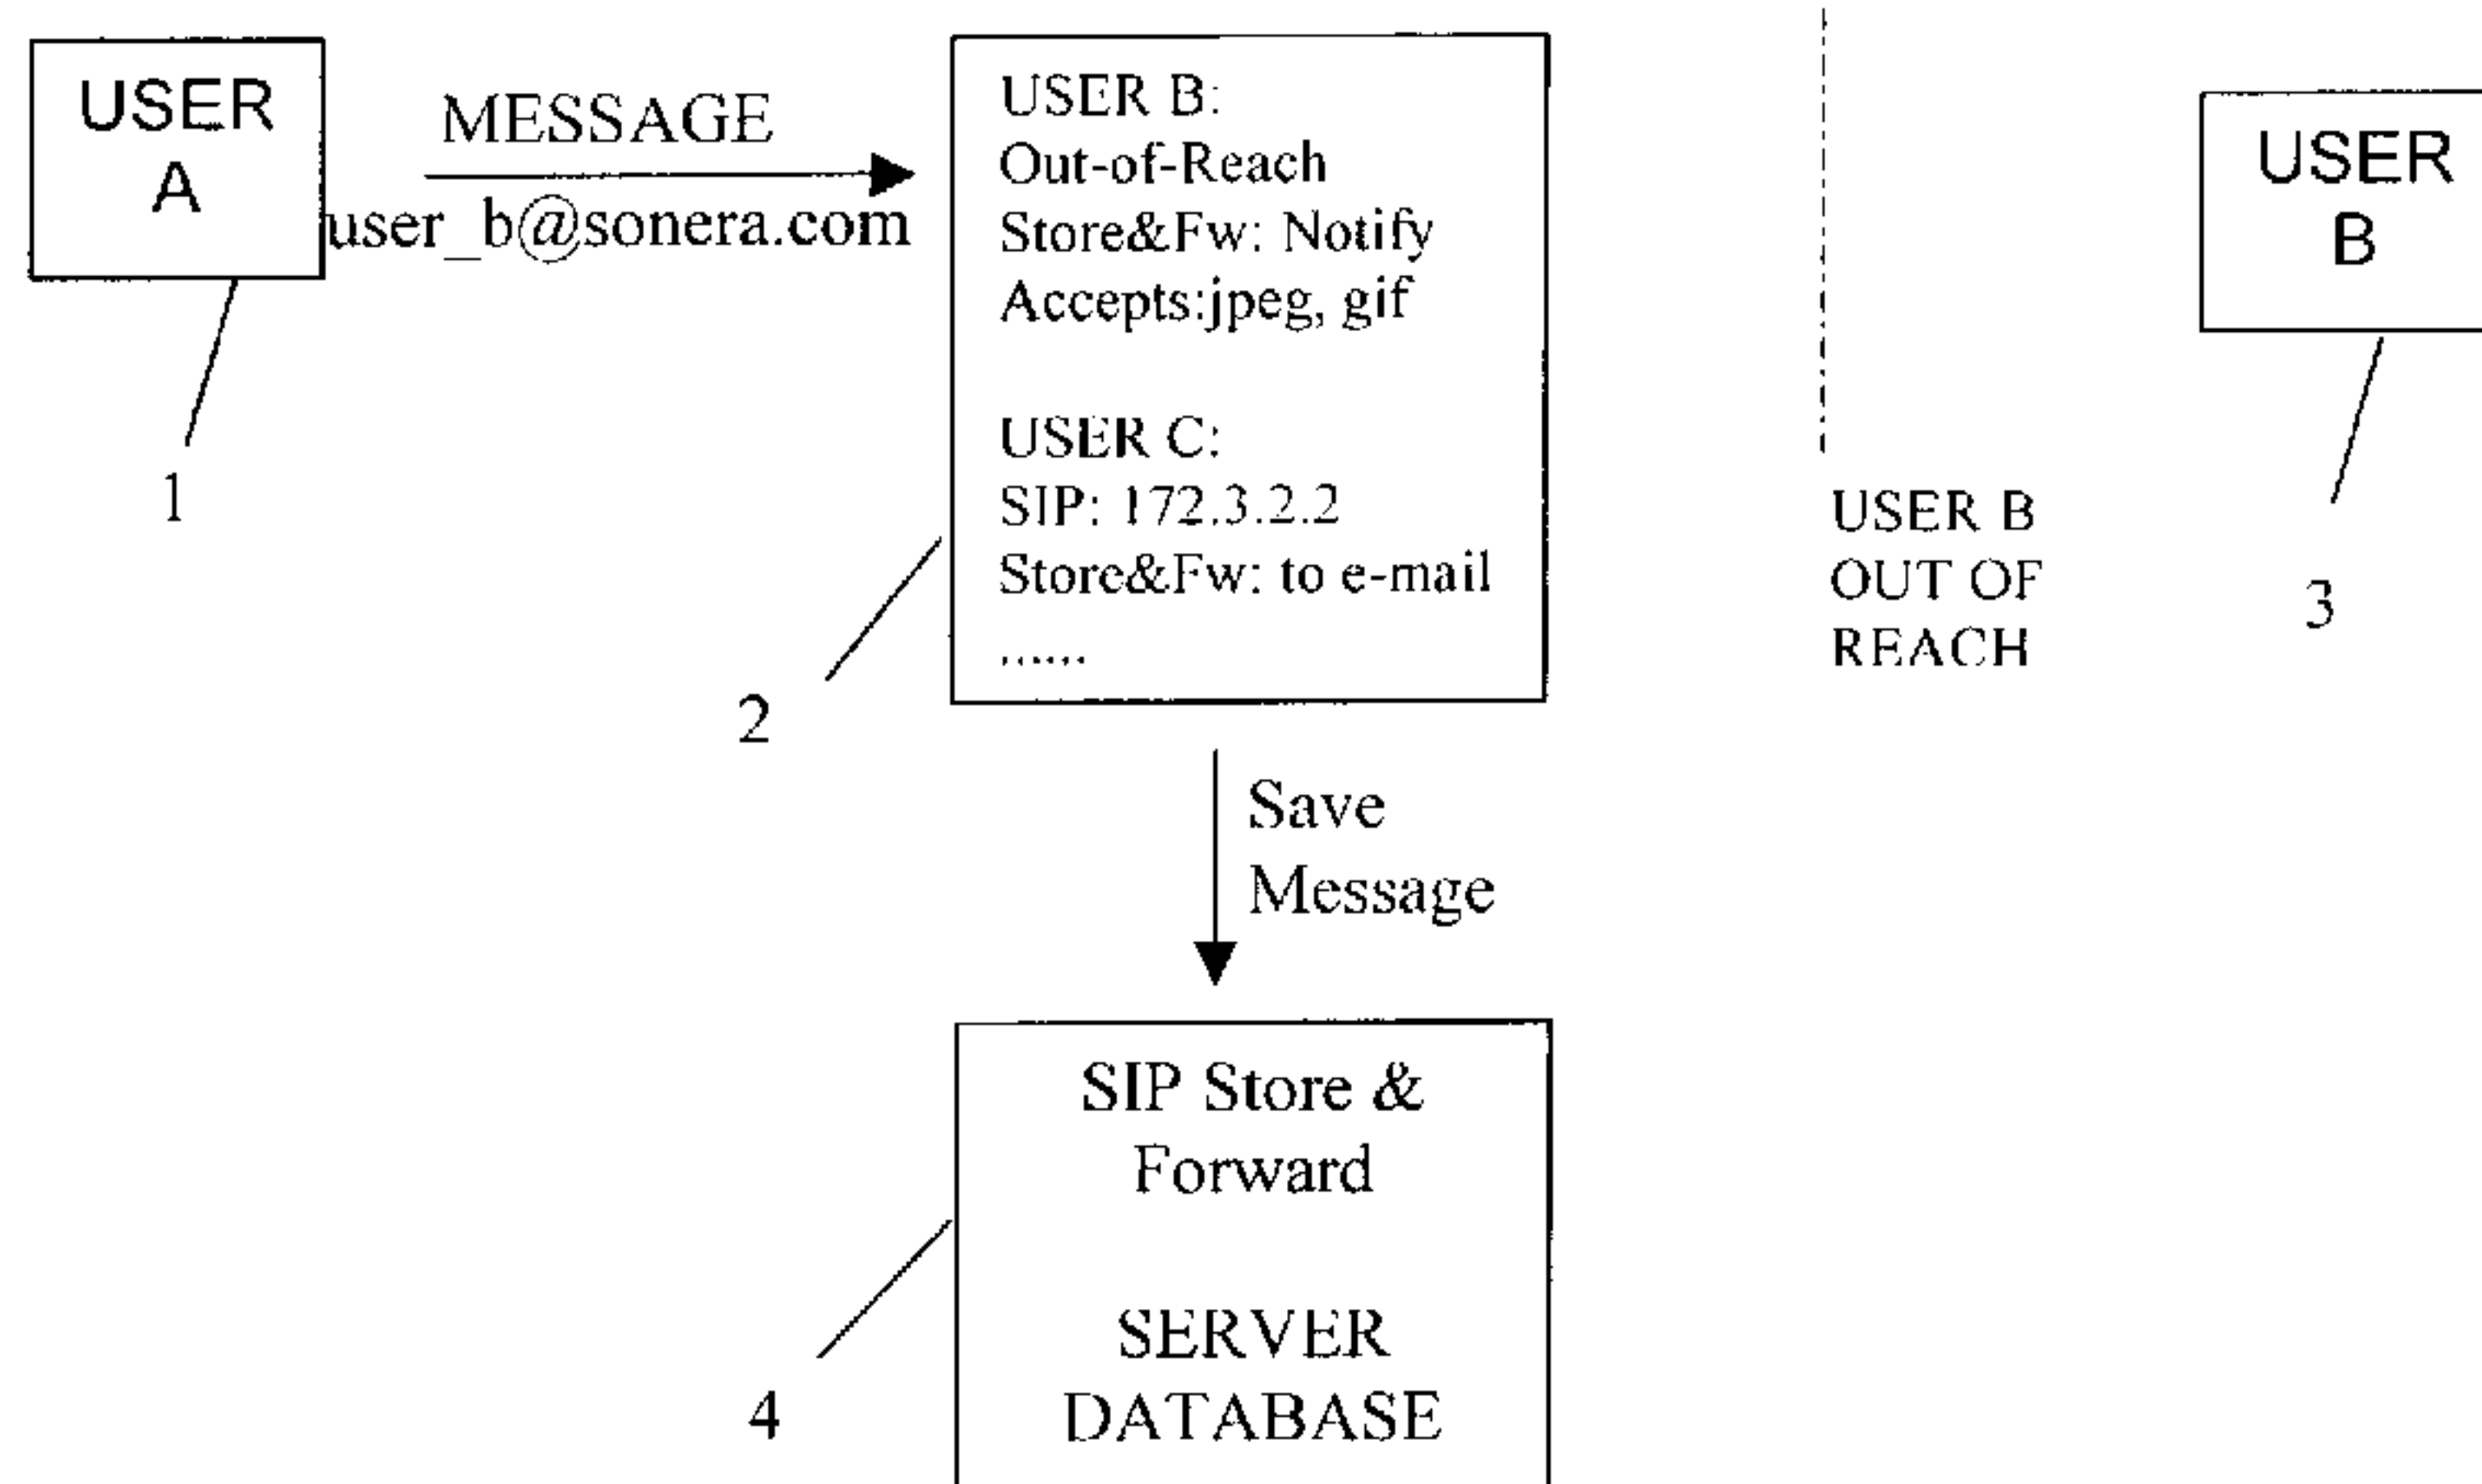 USER
A
1
MESSAGE
user_b@sonera.com
USER B:
Out-of-Reach
Store&Fw: Notify
Accepts:jpeg, gif
USER C:
SIP: 172.3.2.2
Store&Fw: to e-mail
......
2
USER B
OUT OF
REACH
USER
B
3
Save
Message
SIP Store &
Forward
SERVER
DATABASE
4